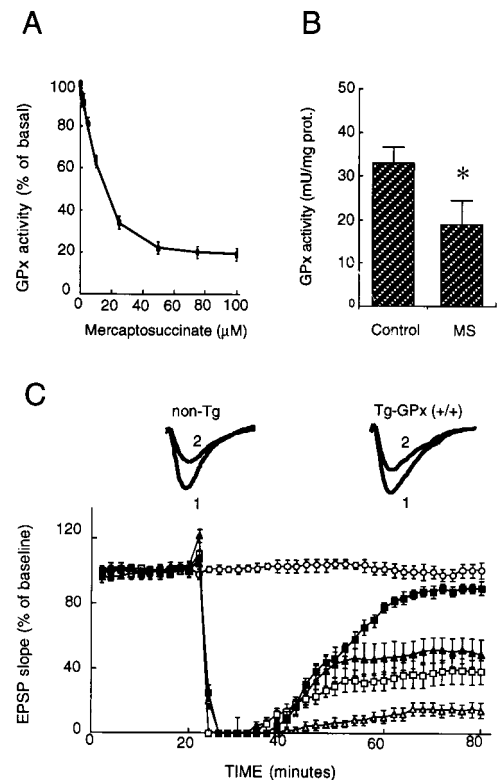 A
GPx activity (% of basal)
100
80
60
40
20
0
0 20 40 60 80 100
Mercaptosuccinate (μM)
B
GPx activity (mU/mg prot.)
50
40
30
20
10
0
*
Control MS
C
non-Tg
2
1
Tg-GPx (+/+)
2
1
EPSP slope (% of baseline)
120
80
40
0
0 20 40 60 80
TIME (minutes)